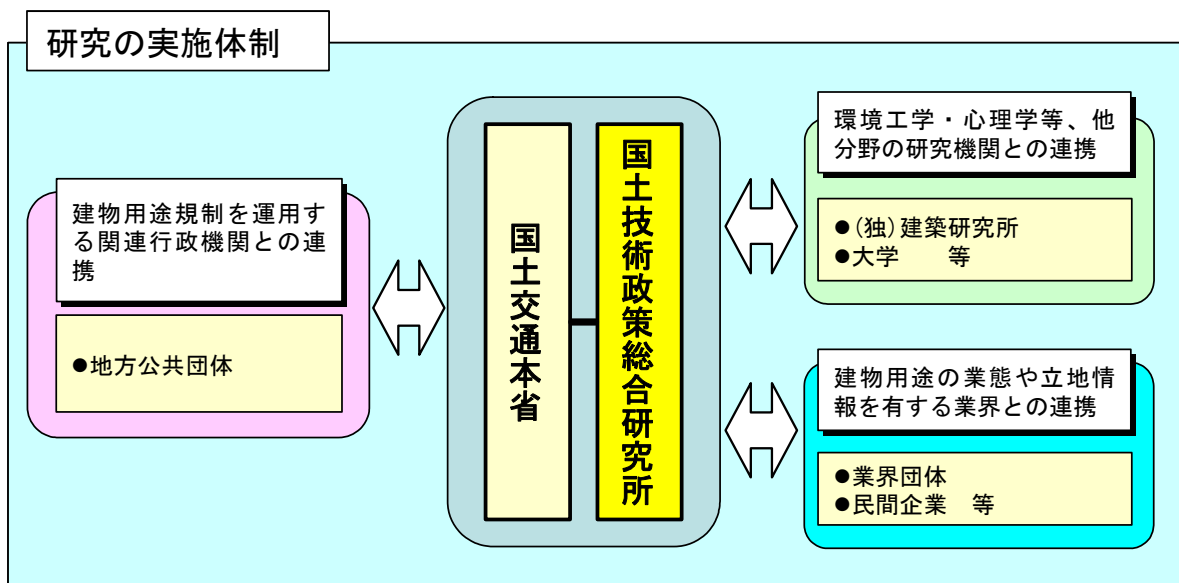 研究の実施体制
建物用途規制を運用す
る関連行政機関との連
携
●地方公共団体
国土交通本省
国土技術政策総合研究所
環境工学・心理学等、他
分野の研究機関との連携
●(独)建築研究所
●大学　　等
建物用途の業態や立地情
報を有する業界との連携
●業界団体
●民間企業　等